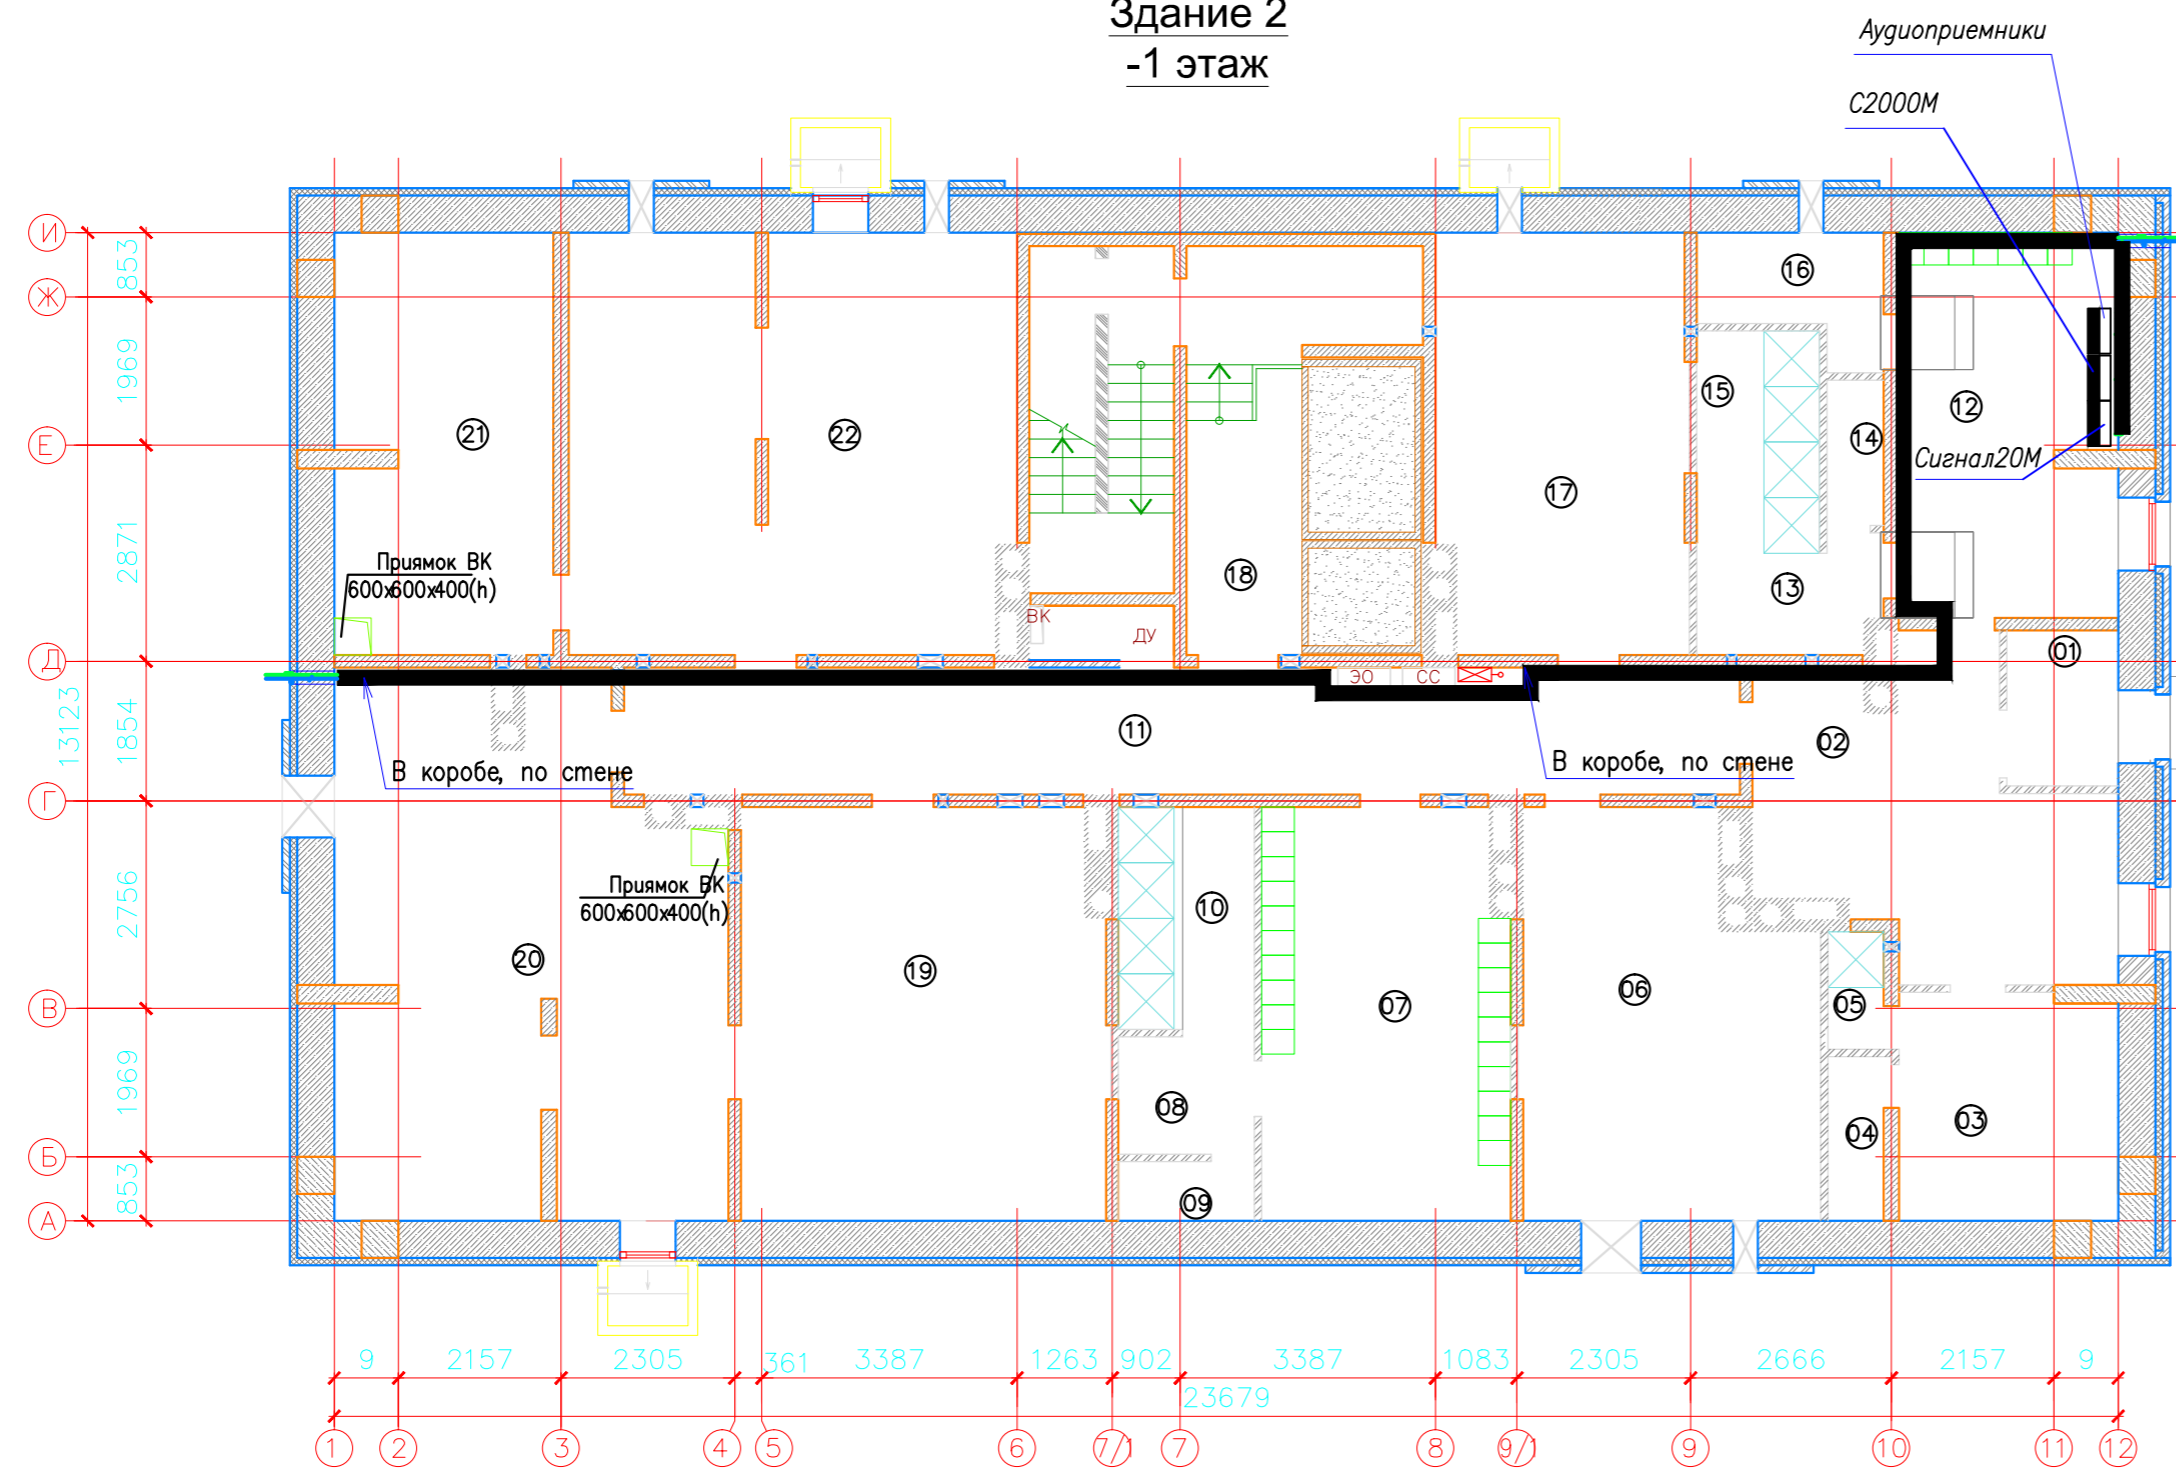 Здание 2
-1 этаж
Аудиоприемники
С2000М
Сигнал20М
И
Ж
Е
Д
Г
В
Б
А
853
1969
2871
1854
2756
1969
853
13123
16
15
14
12
21
22
17
13
18
01
Приямок ВК
600х600х400(h)
ВК
ДУ
ЭО
СС
11
02
В коробе, по стене
В коробе, по стене
Приямок ВК
600х600х400(h)
20
19
10
07
06
05
08
04
03
09
9
2157
2305
361
3387
1263
902
3387
1083
2305
2666
2157
9
23679
1
2
3
4
5
6
7/1
7
8
9/1
9
10
11
12